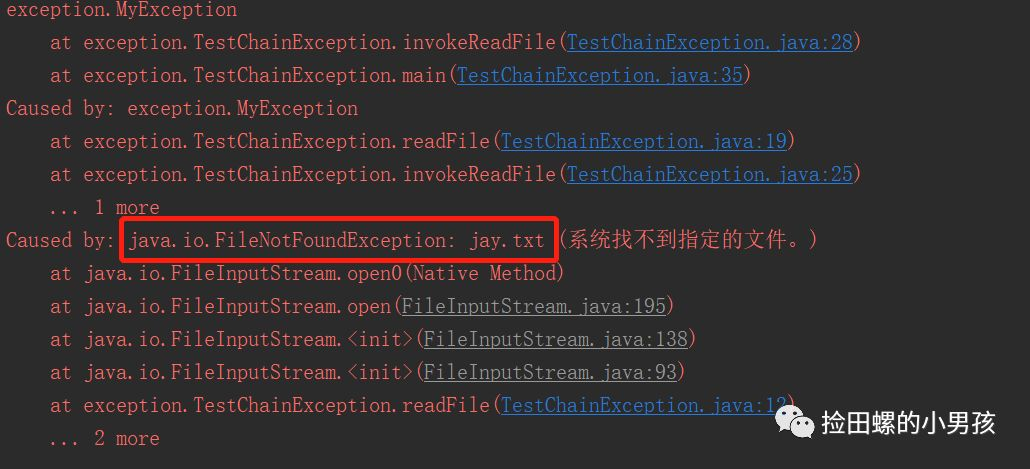 exception.MyException
at exception.TestChainException.invokeReadFile(TestChainException.java:28)
at exception.TestChainException.main(TestChainException.java:35)
Caused by: exception.MyException
at exception.TestChainException.readFile(TestChainException.java:19)
at exception.TestChainException.invokeReadFile(TestChainException.java:25)
... 1 more
Caused by: java.io.FileNotFoundException: jay.txt (系统找不到指定的文件。)
at java.io.FileInputStream.open0(Native Method)
at java.io.FileInputStream.open(FileInputStream.java:195)
at java.io.FileInputStream.<init>(FileInputStream.java:138)
at java.io.FileInputStream.<init>(FileInputStream.java:93)
at exception.TestChainException.readFile(TestChainException.java:12)
... 2 more
捡田螺的小男孩